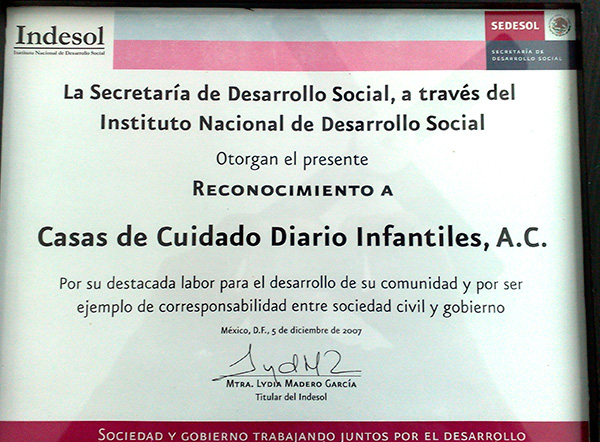 Indesol
Instituto Nacional de Desarrollo Social
SEDESOL
SECRETARÍA DE
DESARROLLO SOCIAL
La Secretaría de Desarrollo Social, a través del
Instituto Nacional de Desarrollo Social
Otorgan el presente
RECONOCIMIENTO A
Casas de Cuidado Diario Infantiles, A.C.
Por su destacada labor para el desarrollo de su comunidad y por ser
ejemplo de corresponsabilidad entre sociedad civil y gobierno
México, D.F., 5 de diciembre de 2007
MTRA. LYDIA MADERO GARCÍA
Titular del Indesol
SOCIEDAD Y GOBIERNO TRABAJANDO JUNTOS POR EL DESARROLLO